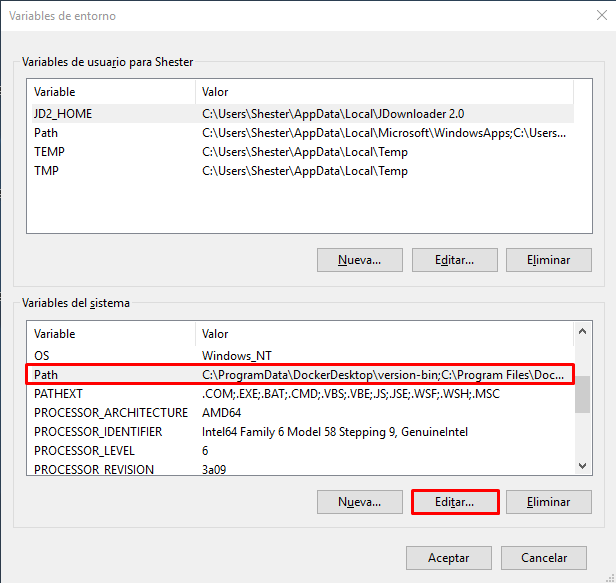 Variables de entorno
Variables de usuario para Shester
Variable Valor
JD2_HOME C:\Users\Shester\AppData\Local\JDownloader 2.0
Path C:\Users\Shester\AppData\Local\Microsoft\WindowsApps;C:\Users...
TEMP C:\Users\Shester\AppData\Local\Temp
TMP C:\Users\Shester\AppData\Local\Temp
Nueva... Editar... Eliminar
Variables del sistema
Variable Valor
OS Windows_NT
Path C:\ProgramData\DockerDesktop\version-bin;C:\Program Files\Doc...
PATHEXT .COM;.EXE;.BAT;.CMD;.VBS;.VBE;.JS;.JSE;.WSF;.WSH;.MSC
PROCESSOR_ARCHITECTURE AMD64
PROCESSOR_IDENTIFIER Intel64 Family 6 Model 58 Stepping 9, GenuineIntel
PROCESSOR_LEVEL 6
PROCESSOR_REVISION 3a09
Nueva... Editar... Eliminar
Aceptar Cancelar